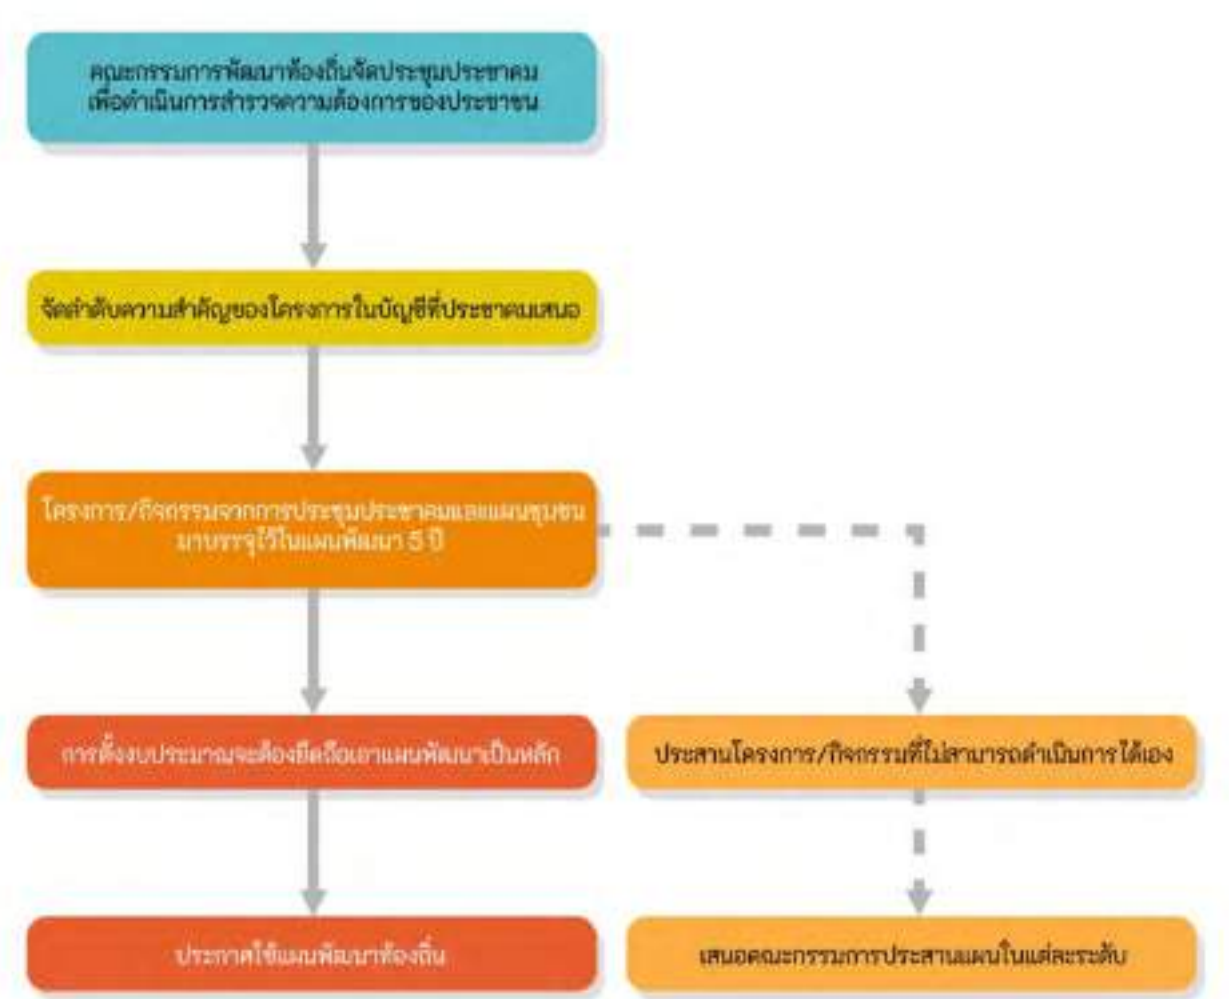 คณะกรรมการพัฒนาท้องถิ่นจัดประชุมประชาคม
เพื่อดำเนินการสำรวจความต้องการของประชาชน
จัดลำดับความสำคัญของโครงการในบัญชีที่ประชาคมเสนอ
โครงการ/กิจกรรมจากการประชุมประชาคมและแผนชุมชน
มาบรรจุไว้ในแผนพัฒนา 5 ปี
การตั้งงบประมาณจะต้องยึดถือเอาแผนพัฒนาเป็นหลัก
ประสานโครงการ/กิจกรรมที่ไม่สามารถดำเนินการได้เอง
ประกาศใช้แผนพัฒนาท้องถิ่น
เสนอคณะกรรมการประสานแผนในแต่ละระดับ